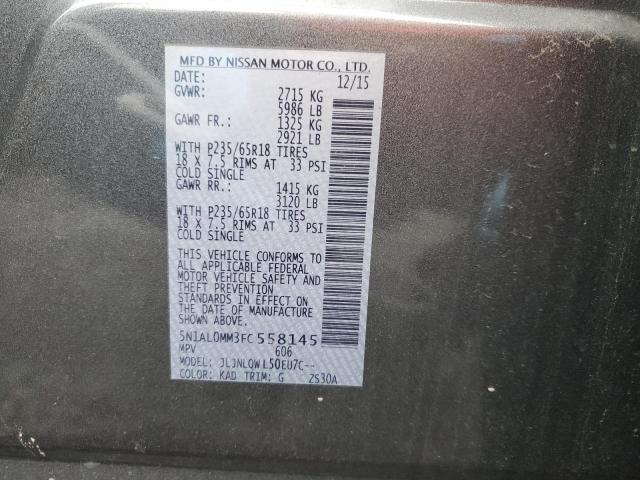 MFD BY NISSAN MOTOR CO., LTD.
DATE: 12/15
GVWR: 2715 KG
5986 LB
GAWR FR.: 1325 KG
2921 LB
WITH P235/65R18 TIRES
18 X 7.5 RIMS AT 33 PSI
COLD SINGLE
GAWR RR.: 1415 KG
3120 LB
WITH P235/65R18 TIRES
18 X 7.5 RIMS AT 33 PSI
COLD SINGLE
THIS VEHICLE CONFORMS TO
ALL APPLICABLE FEDERAL
MOTOR VEHICLE SAFETY AND
THEFT PREVENTION
STANDARDS IN EFFECT ON
THE DATE OF MANUFACTURE
SHOWN ABOVE.
5N1AL0MM3FC558145
MPV 606
MODEL: JLJNLQWL50EU7C--
COLOR: KAD TRIM: G 2S30A